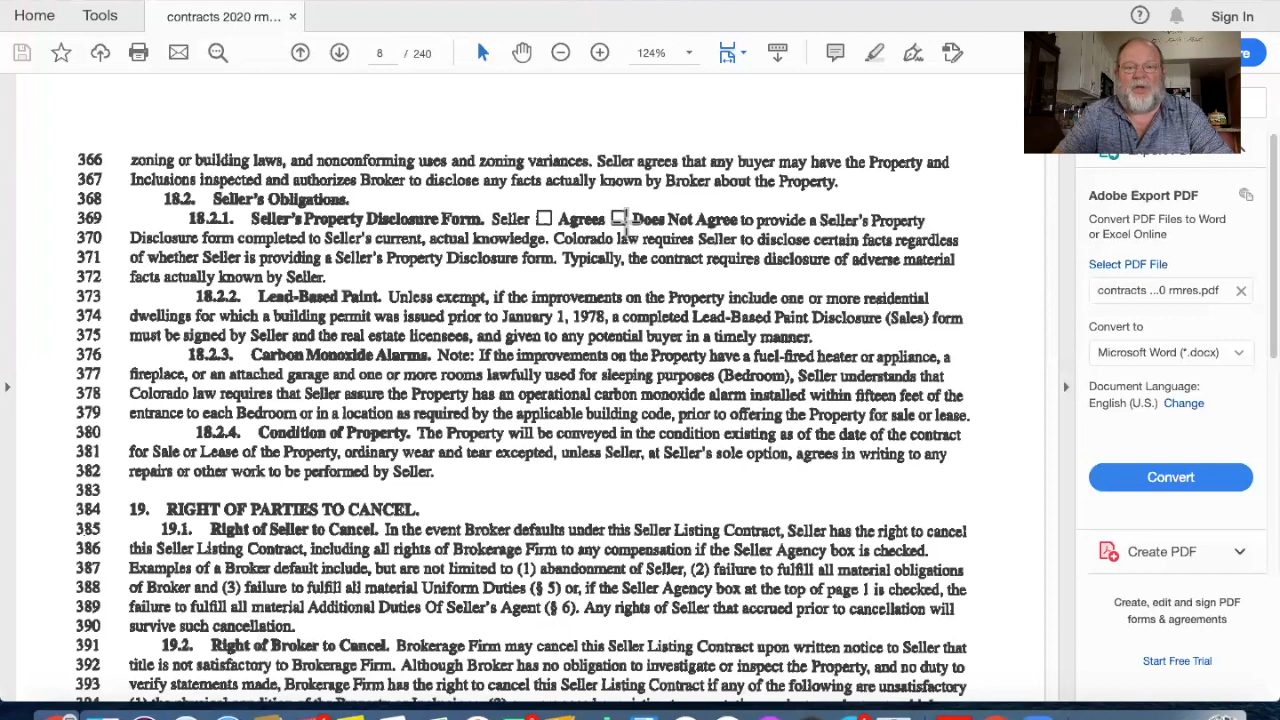 Home Tools contracts 2020 rm... × Sign In
8 / 240 124%
366 zoning or building laws, and nonconforming uses and zoning variances. Seller agrees that any buyer may have the Property and
367 Inclusions inspected and authorizes Broker to disclose any facts actually known by Broker about the Property.
368 18.2. Seller's Obligations.
369 18.2.1. Seller's Property Disclosure Form. Seller ☐ Agrees ☐ Does Not Agree to provide a Seller's Property
370 Disclosure form completed to Seller's current, actual knowledge. Colorado law requires Seller to disclose certain facts regardless
371 of whether Seller is providing a Seller's Property Disclosure form. Typically, the contract requires disclosure of adverse material
372 facts actually known by Seller.
373 18.2.2. Lead-Based Paint. Unless exempt, if the improvements on the Property include one or more residential
374 dwellings for which a building permit was issued prior to January 1, 1978, a completed Lead-Based Paint Disclosure (Sales) form
375 must be signed by Seller and the real estate licensees, and given to any potential buyer in a timely manner.
376 18.2.3. Carbon Monoxide Alarms. Note: If the improvements on the Property have a fuel-fired heater or appliance, a
377 fireplace, or an attached garage and one or more rooms lawfully used for sleeping purposes (Bedroom), Seller understands that
378 Colorado law requires that Seller assure the Property has an operational carbon monoxide alarm installed within fifteen feet of the
379 entrance to each Bedroom or in a location as required by the applicable building code, prior to offering the Property for sale or lease.
380 18.2.4. Condition of Property. The Property will be conveyed in the condition existing as of the date of the contract
381 for Sale or Lease of the Property, ordinary wear and tear excepted, unless Seller, at Seller's sole option, agrees in writing to any
382 repairs or other work to be performed by Seller.
383
384 19. RIGHT OF PARTIES TO CANCEL.
385 19.1. Right of Seller to Cancel. In the event Broker defaults under this Seller Listing Contract, Seller has the right to cancel
386 this Seller Listing Contract, including all rights of Brokerage Firm to any compensation if the Seller Agency box is checked.
387 Examples of a Broker default include, but are not limited to (1) abandonment of Seller, (2) failure to fulfill all material obligations
388 of Broker and (3) failure to fulfill all material Uniform Duties (§ 5) or, if the Seller Agency box at the top of page 1 is checked, the
389 failure to fulfill all material Additional Duties Of Seller's Agent (§ 6). Any rights of Seller that accrued prior to cancellation will
390 survive such cancellation.
391 19.2. Right of Broker to Cancel. Brokerage Firm may cancel this Seller Listing Contract upon written notice to Seller that
392 title is not satisfactory to Brokerage Firm. Although Broker has no obligation to investigate or inspect the Property, and no duty to
393 verify statements made, Brokerage Firm has the right to cancel this Seller Listing Contract if any of the following are unsatisfactory
Adobe Export PDF
Convert PDF Files to Word
or Excel Online
Select PDF File
contracts ...0 rmres.pdf
Convert to
Microsoft Word (*.docx)
Document Language:
English (U.S.) Change
Convert
Create PDF
Create, edit and sign PDF
forms & agreements
Start Free Trial